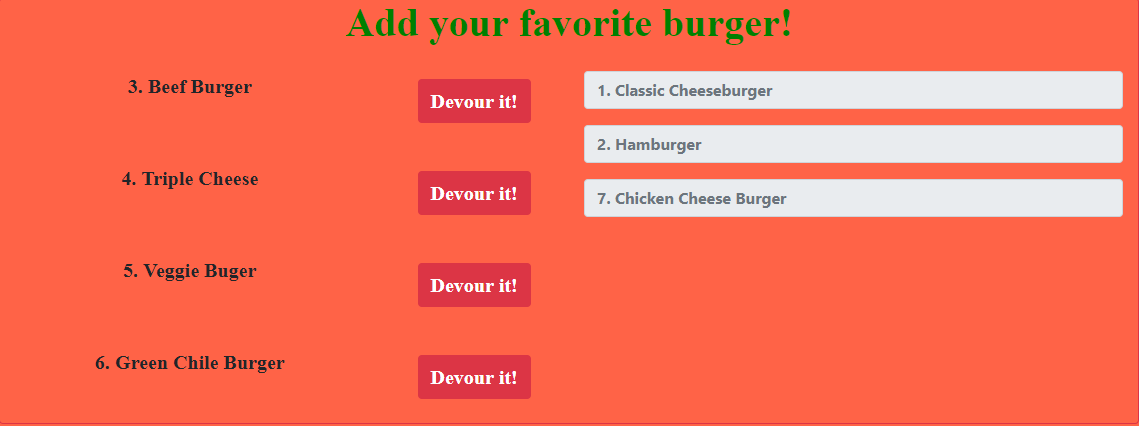 Add your favorite burger!
3. Beef Burger
Devour it!
4. Triple Cheese
Devour it!
5. Veggie Buger
Devour it!
6. Green Chile Burger
Devour it!
1. Classic Cheeseburger
2. Hamburger
7. Chicken Cheese Burger